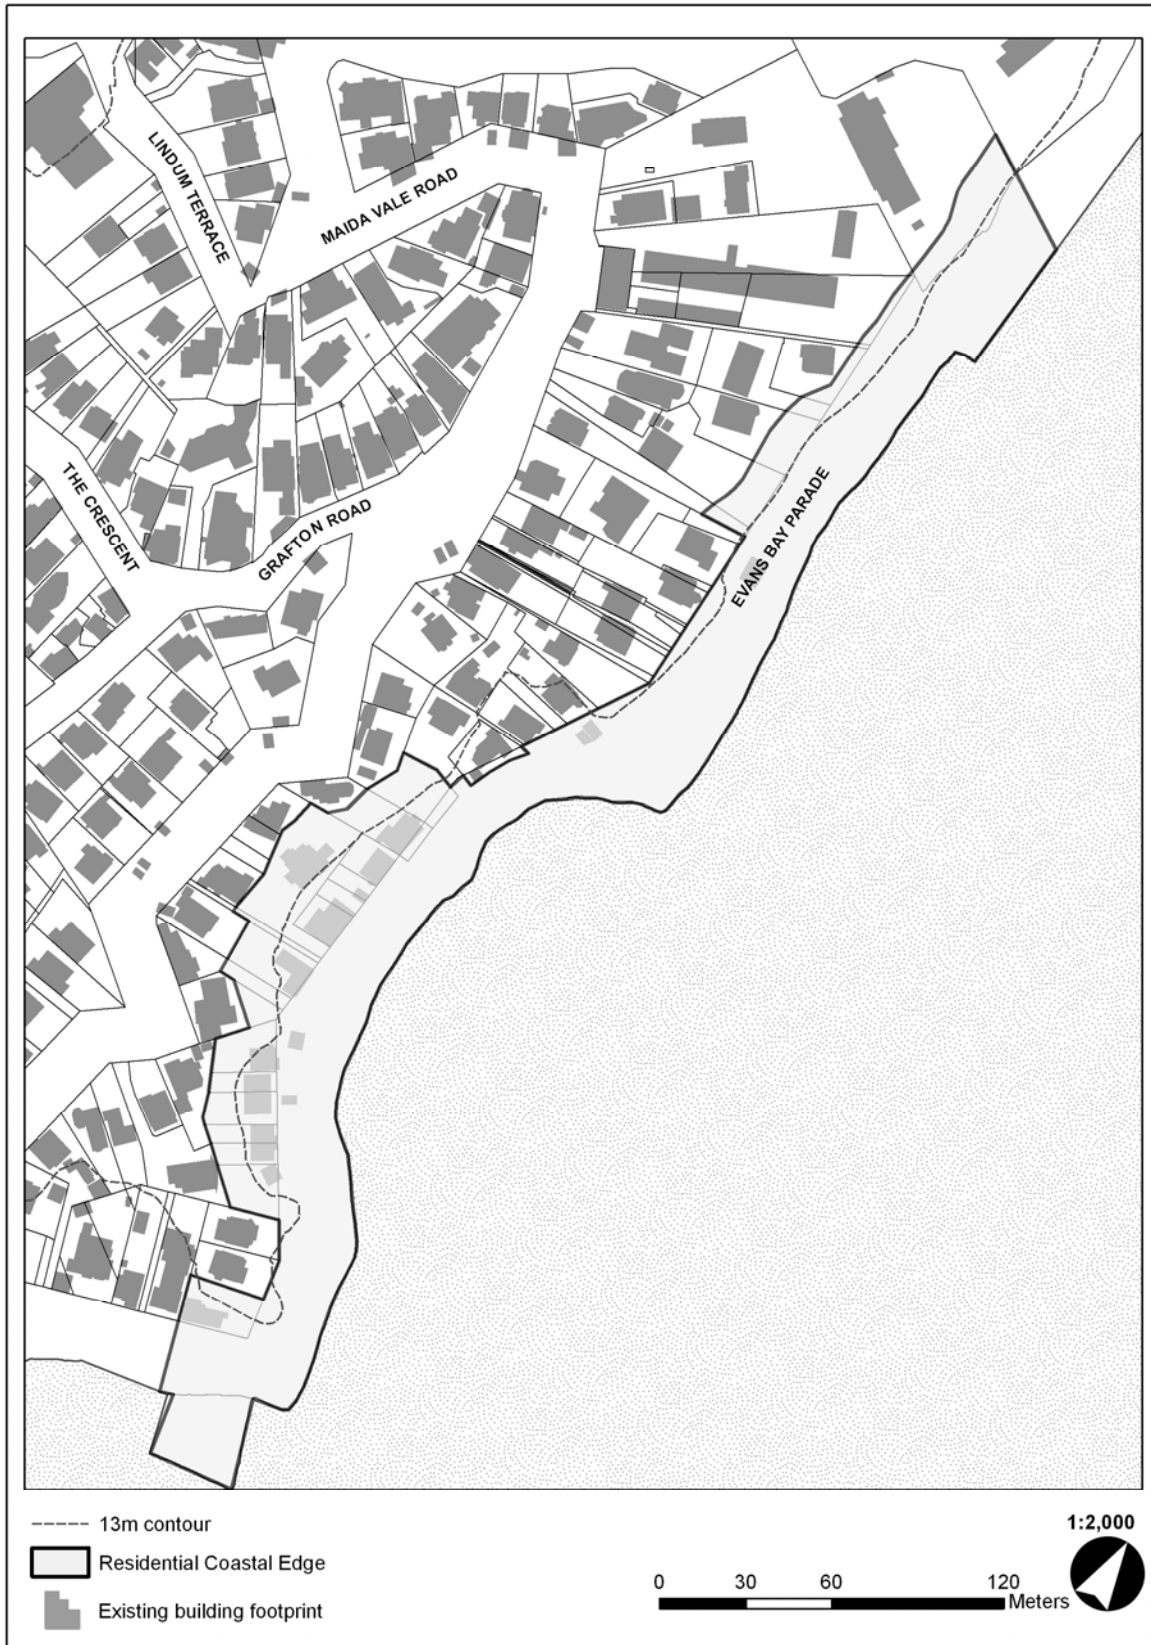 LINDUM TERRACE
MAIDA VALE ROAD
THE CRESCENT
GRAFTON ROAD
EVANS BAY PARADE
13m contour
Residential Coastal Edge
Existing building footprint
1:2,000
0 30 60 120
Meters